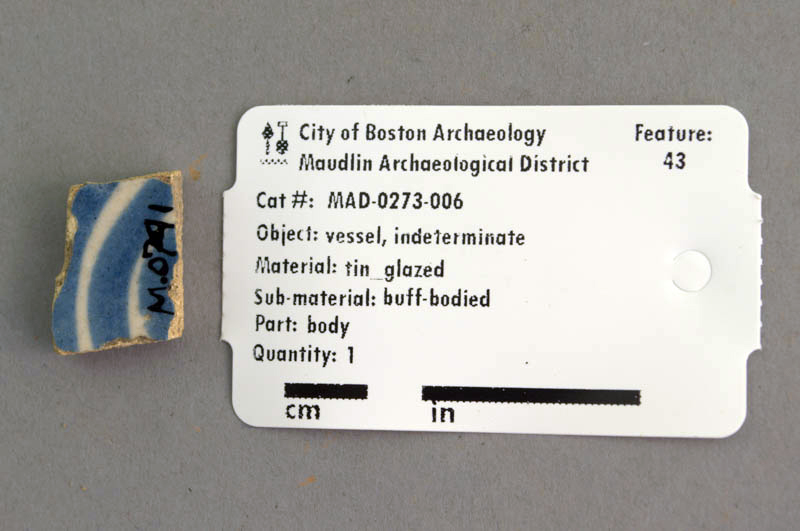 M.0791
City of Boston Archaeology
Maudlin Archaeological District
Feature:
43
Cat #: MAD-0273-006
Object: vessel, indeterminate
Material: tin_glazed
Sub-material: buff-bodied
Part: body
Quantity: 1
cm
in